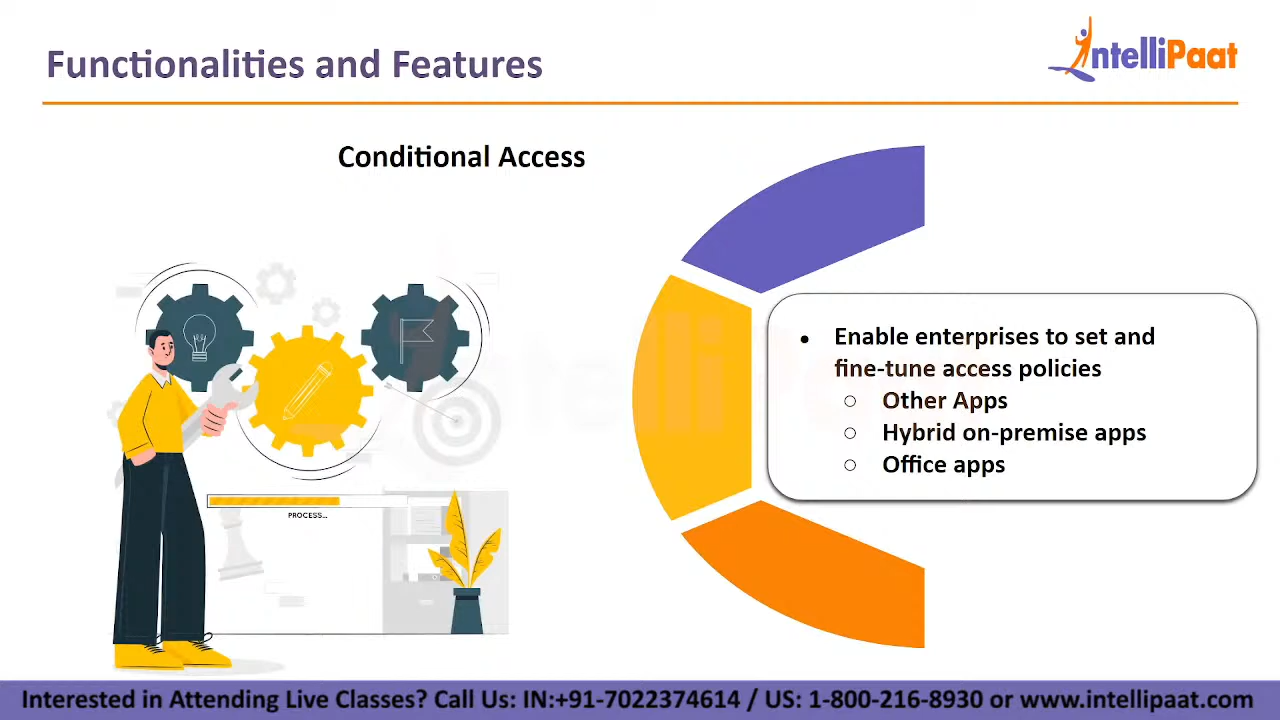 Functionalities and Features
IntelliPaat
Conditional Access
• Enable enterprises to set and
fine-tune access policies
○ Other Apps
○ Hybrid on-premise apps
○ Office apps
PROCESS...
Interested in Attending Live Classes? Call Us: IN:+91-7022374614 / US: 1-800-216-8930 or www.intellipaat.com